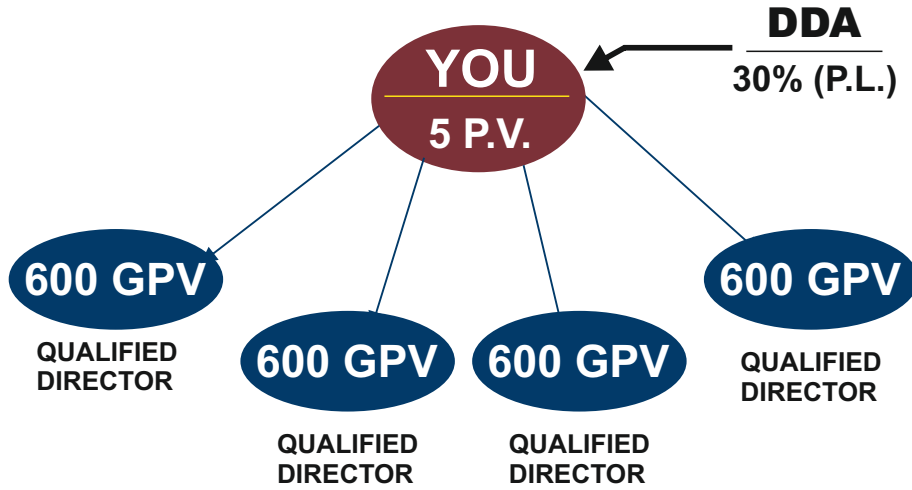 DDA
30% (P.L.)
YOU
5 P.V.
600 GPV
QUALIFIED
DIRECTOR
600 GPV
QUALIFIED
DIRECTOR
600 GPV
QUALIFIED
DIRECTOR
600 GPV
QUALIFIED
DIRECTOR